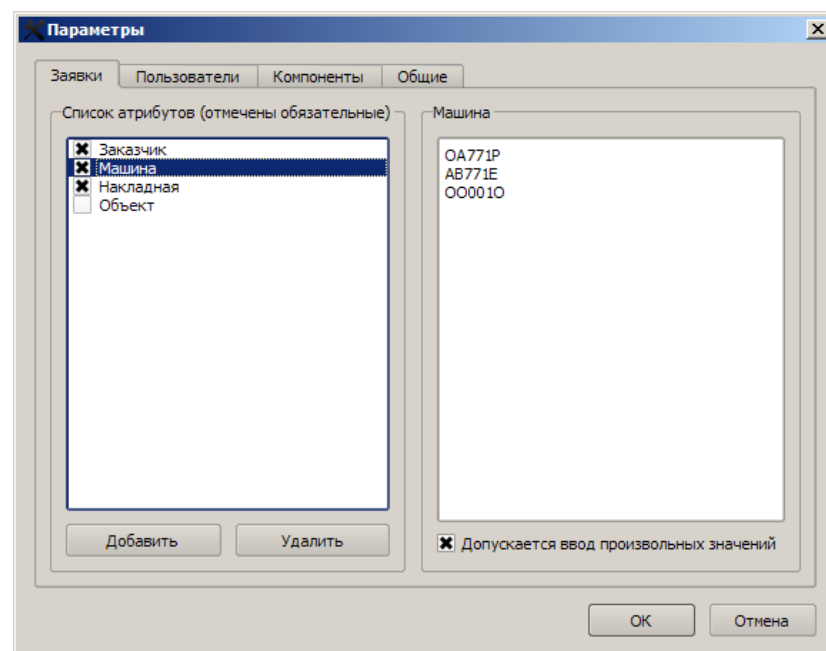 Параметры
Заявки Пользователи Компоненты Общие
Список атрибутов (отмечены обязательные)
Заказчик
Машина
Накладная
Объект
Добавить Удалить
Машина
ОА771Р
АВ771Е
ОО001О
Допускается ввод произвольных значений
ОК Отмена